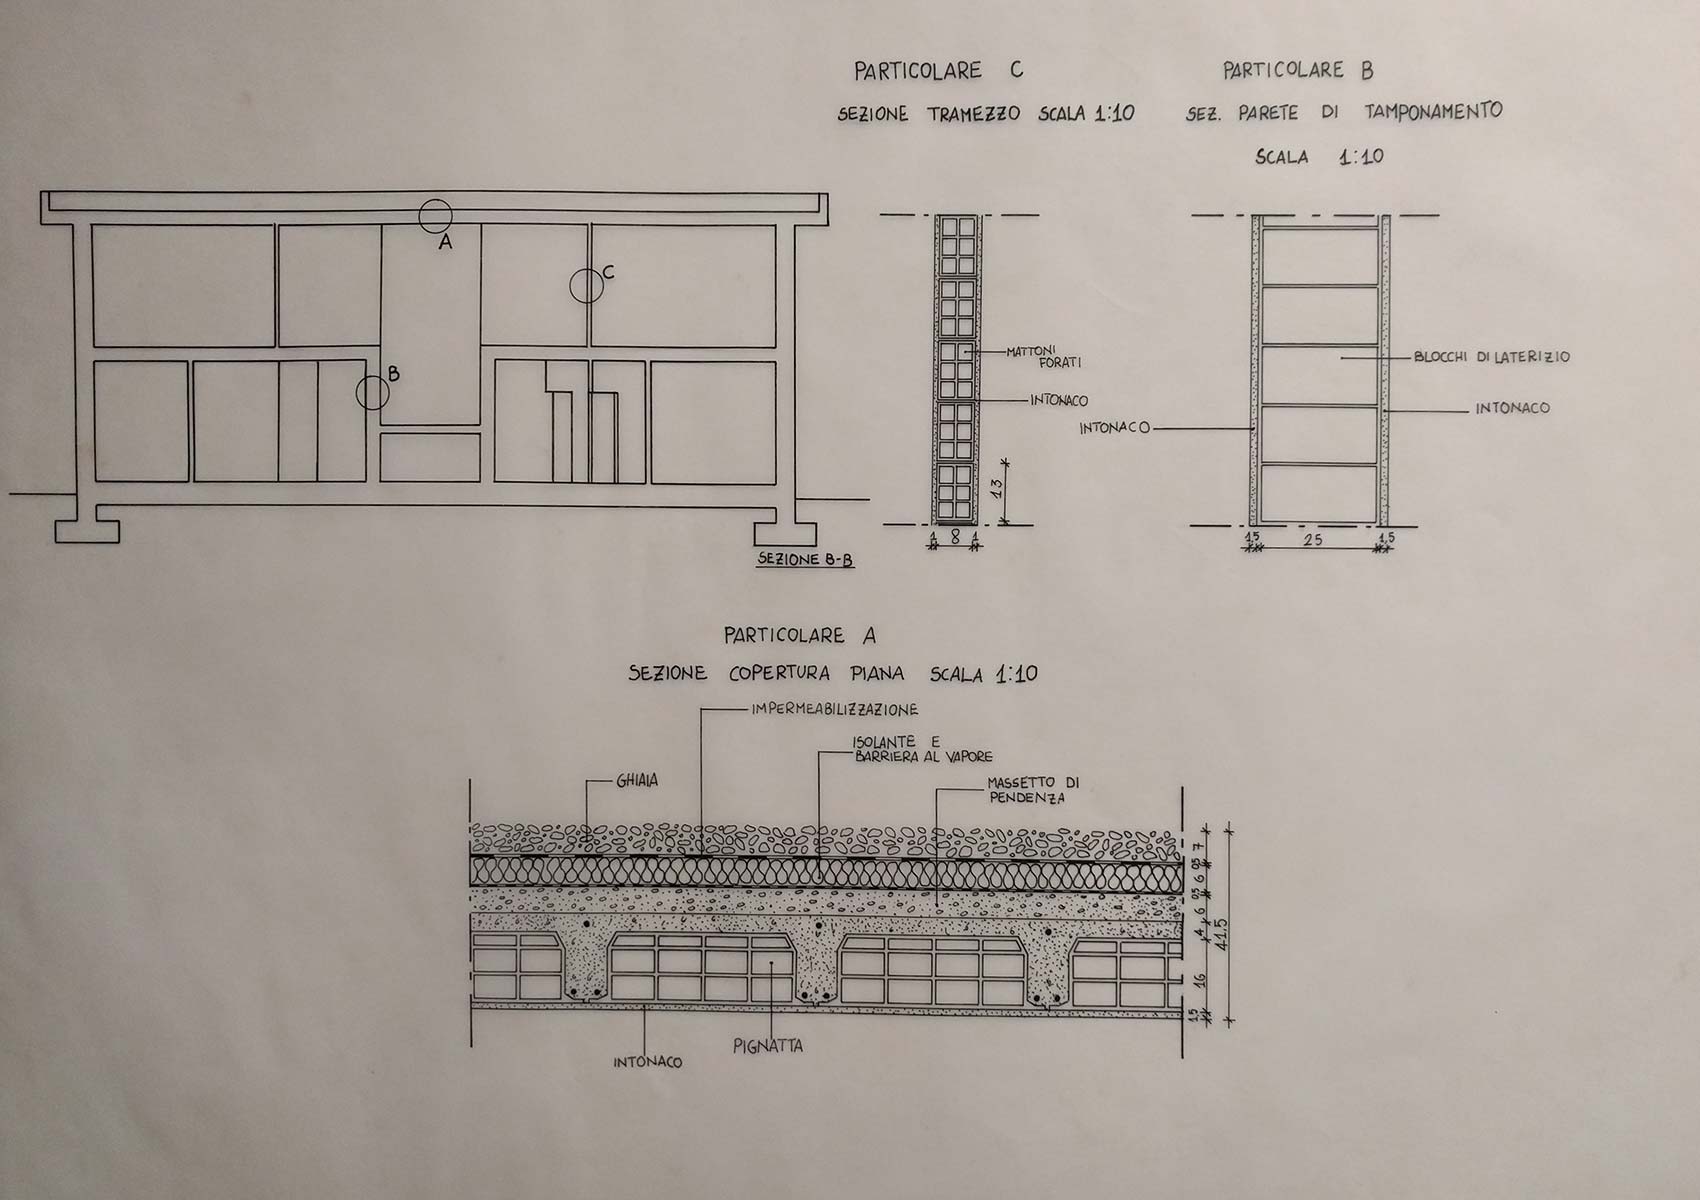 PARTICOLARE C
SEZIONE TRAMEZZO SCALA 1:10
PARTICOLARE B
SEZ. PARETE DI TAMPONAMENTO
SCALA 1:10
A
C
B
SEZIONE B-B
MATTONI
FORATI
INTONACO
13
1 8 1
BLOCCHI DI LATERIZIO
INTONACO
INTONACO
1,5 25 1,5
PARTICOLARE A
SEZIONE COPERTURA PIANA SCALA 1:10
IMPERMEABILIZZAZIONE
ISOLANTE E
BARRIERA AL VAPORE
GHIAIA
MASSETTO DI
PENDENZA
7
0,5
6
0,5
6
4
16
1,5
41,5
PIGNATTA
INTONACO